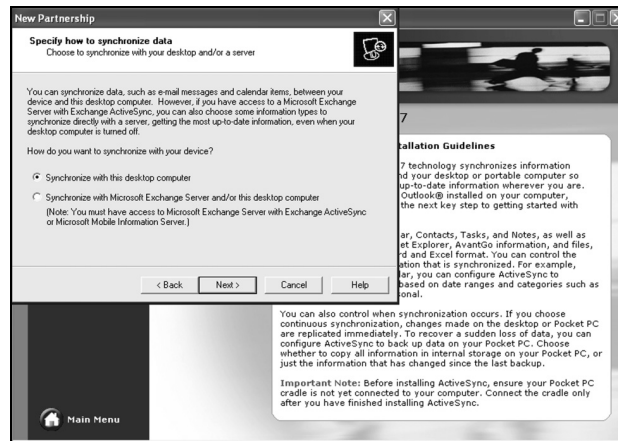 New Partnership
Specify how to synchronize data
Choose to synchronize with your desktop and/or a server
You can synchronize data, such as e-mail messages and calendar items, between your
device and this desktop computer. However, if you have access to a Microsoft Exchange
Server with Exchange ActiveSync, you can also choose some information types to
synchronize directly with a server, getting the most up-to-date information, even when your
desktop computer is turned off.
How do you want to synchronize with your device?
Synchronize with this desktop computer
Synchronize with Microsoft Exchange Server and/or this desktop computer
(Note: You must have access to Microsoft Exchange Server with Exchange ActiveSync
or Microsoft Mobile Information Server.)
< Back
Next >
Cancel
Help
7
tallation Guidelines
7 technology synchronizes information
nd your desktop or portable computer so
up-to-date information wherever you are.
Outlook® installed on your computer,
the next key step to getting started with
ar, Contacts, Tasks, and Notes, as well as
et Explorer, AvantGo information, and files,
rd and Excel format. You can control the
ation that is synchronized. For example,
lar, you can configure ActiveSync to
based on date ranges and categories such as
sonal.
You can also control when synchronization occurs. If you choose
continuous synchronization, changes made on the desktop or Pocket PC
are replicated immediately. To recover a sudden loss of data, you can
configure ActiveSync to back up data on your Pocket PC. Choose
whether to copy all information in internal storage on your Pocket PC, or
just the information that has changed since the last backup.
Important Note: Before installing ActiveSync, ensure your Pocket PC
cradle is not yet connected to your computer. Connect the cradle only
after you have finished installing ActiveSync.
Main Menu